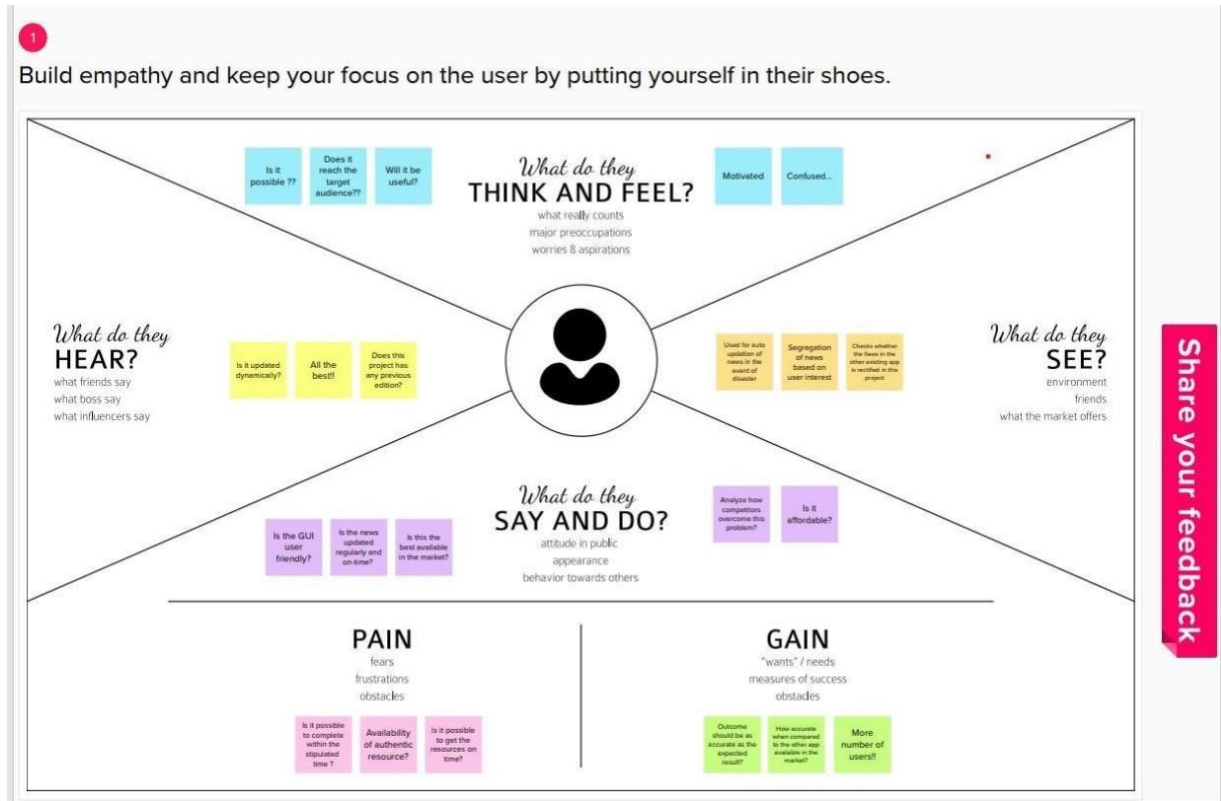 1
Build empathy and keep your focus on the user by putting yourself in their shoes.
Is it
possible ??
Does it
reach the
target
audience??
Will it be
useful?
What do they
THINK AND FEEL?
what really counts
major preoccupations
worries & aspirations
Motivated
Confused...
What do they
HEAR?
what friends say
what boss say
what influencers say
Is it updated
dynamically?
All the
best!!
Does this
project has
any previous
edition?
Used for auto
updation of
news in the
event of
disaster
Segregation
of news
based on
user interest
Checks whether
the flaws in the
other existing app
is rectified in this
project
What do they
SEE?
environment
friends
what the market offers
Is the GUI
user
friendly?
Is the news
updated
regularly and
on-time?
Is this the
best available
in the market?
What do they
SAY AND DO?
attitude in public
appearance
behavior towards others
Analyze how
competitors
overcome this
problem?
Is it
affordable?
PAIN
fears
frustrations
obstacles
Is it possible
to complete
within the
stipulated
time ?
Availability
of authentic
resource?
Is it possible
to get the
resources on
time?
GAIN
"wants" / needs
measures of success
obstacles
Outcome
should be as
accurate as the
expected
result?
How accurate
when compared
to the other app
available in the
market?
More
number of
users!!
Share your feedback